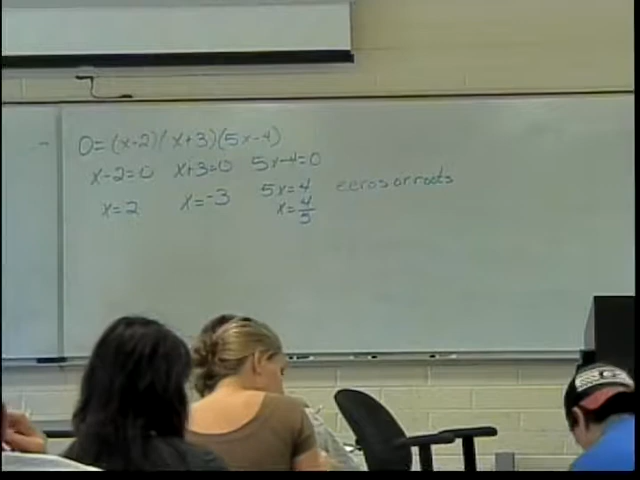 0=(x-2)(x+3)(5x-4)
x-2=0 x+3=0 5x-4=0
x=2 x=-3 5x=4 zeros or roots
x=4/5